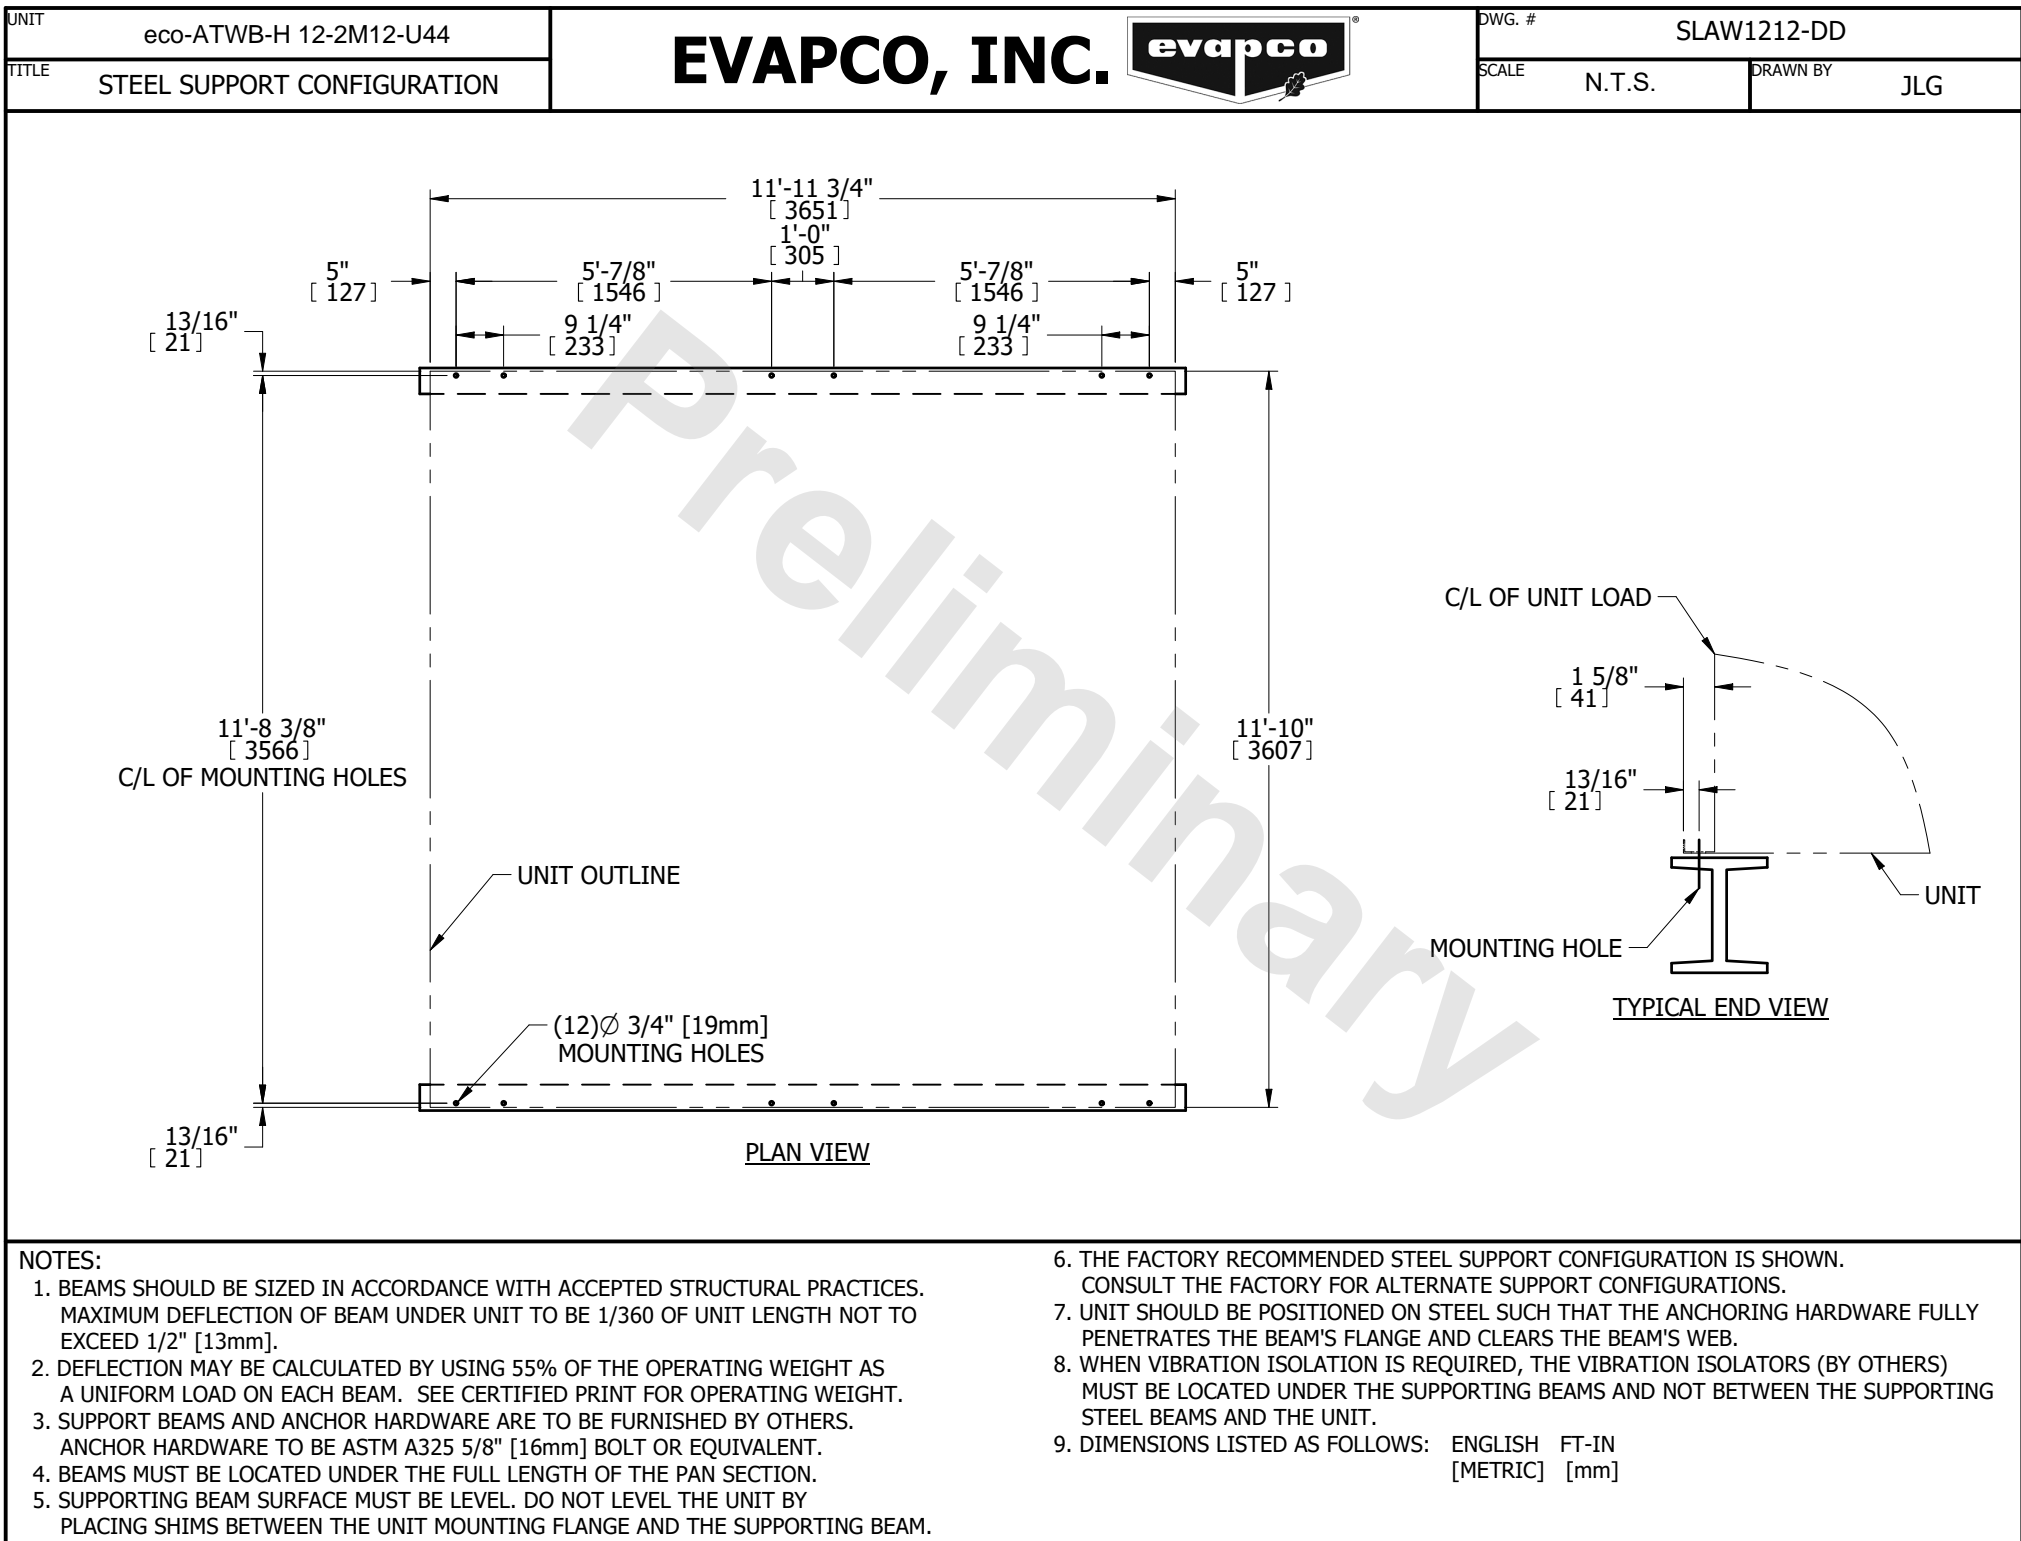 UNIT
eco-ATWB-H 12-2M12-U44
TITLE
STEEL SUPPORT CONFIGURATION
EVAPCO, INC.
evapco
®
DWG. #
SLAW1212-DD
SCALE
N.T.S.
DRAWN BY
JLG
11'-11 3/4"
[ 3651]
1'-0"
[ 305 ]
5"
[ 127]
5'-7/8"
[ 1546 ]
5'-7/8"
[ 1546 ]
5"
[ 127 ]
13/16"
[ 21]
9 1/4"
[ 233]
9 1/4"
[ 233 ]
Preliminary
C/L OF UNIT LOAD
1 5/8"
[ 41]
11'-8 3/8"
[ 3566]
C/L OF MOUNTING HOLES
11'-10"
[ 3607]
13/16"
[ 21]
UNIT OUTLINE
UNIT
MOUNTING HOLE
TYPICAL END VIEW
(12)∅ 3/4" [19mm]
MOUNTING HOLES
13/16"
[ 21]
PLAN VIEW
NOTES:
1. BEAMS SHOULD BE SIZED IN ACCORDANCE WITH ACCEPTED STRUCTURAL PRACTICES.
MAXIMUM DEFLECTION OF BEAM UNDER UNIT TO BE 1/360 OF UNIT LENGTH NOT TO
EXCEED 1/2" [13mm].
2. DEFLECTION MAY BE CALCULATED BY USING 55% OF THE OPERATING WEIGHT AS
A UNIFORM LOAD ON EACH BEAM. SEE CERTIFIED PRINT FOR OPERATING WEIGHT.
3. SUPPORT BEAMS AND ANCHOR HARDWARE ARE TO BE FURNISHED BY OTHERS.
ANCHOR HARDWARE TO BE ASTM A325 5/8" [16mm] BOLT OR EQUIVALENT.
4. BEAMS MUST BE LOCATED UNDER THE FULL LENGTH OF THE PAN SECTION.
5. SUPPORTING BEAM SURFACE MUST BE LEVEL. DO NOT LEVEL THE UNIT BY
PLACING SHIMS BETWEEN THE UNIT MOUNTING FLANGE AND THE SUPPORTING BEAM.
6. THE FACTORY RECOMMENDED STEEL SUPPORT CONFIGURATION IS SHOWN.
CONSULT THE FACTORY FOR ALTERNATE SUPPORT CONFIGURATIONS.
7. UNIT SHOULD BE POSITIONED ON STEEL SUCH THAT THE ANCHORING HARDWARE FULLY
PENETRATES THE BEAM'S FLANGE AND CLEARS THE BEAM'S WEB.
8. WHEN VIBRATION ISOLATION IS REQUIRED, THE VIBRATION ISOLATORS (BY OTHERS)
MUST BE LOCATED UNDER THE SUPPORTING BEAMS AND NOT BETWEEN THE SUPPORTING
STEEL BEAMS AND THE UNIT.
9. DIMENSIONS LISTED AS FOLLOWS: ENGLISH FT-IN
[METRIC] [mm]